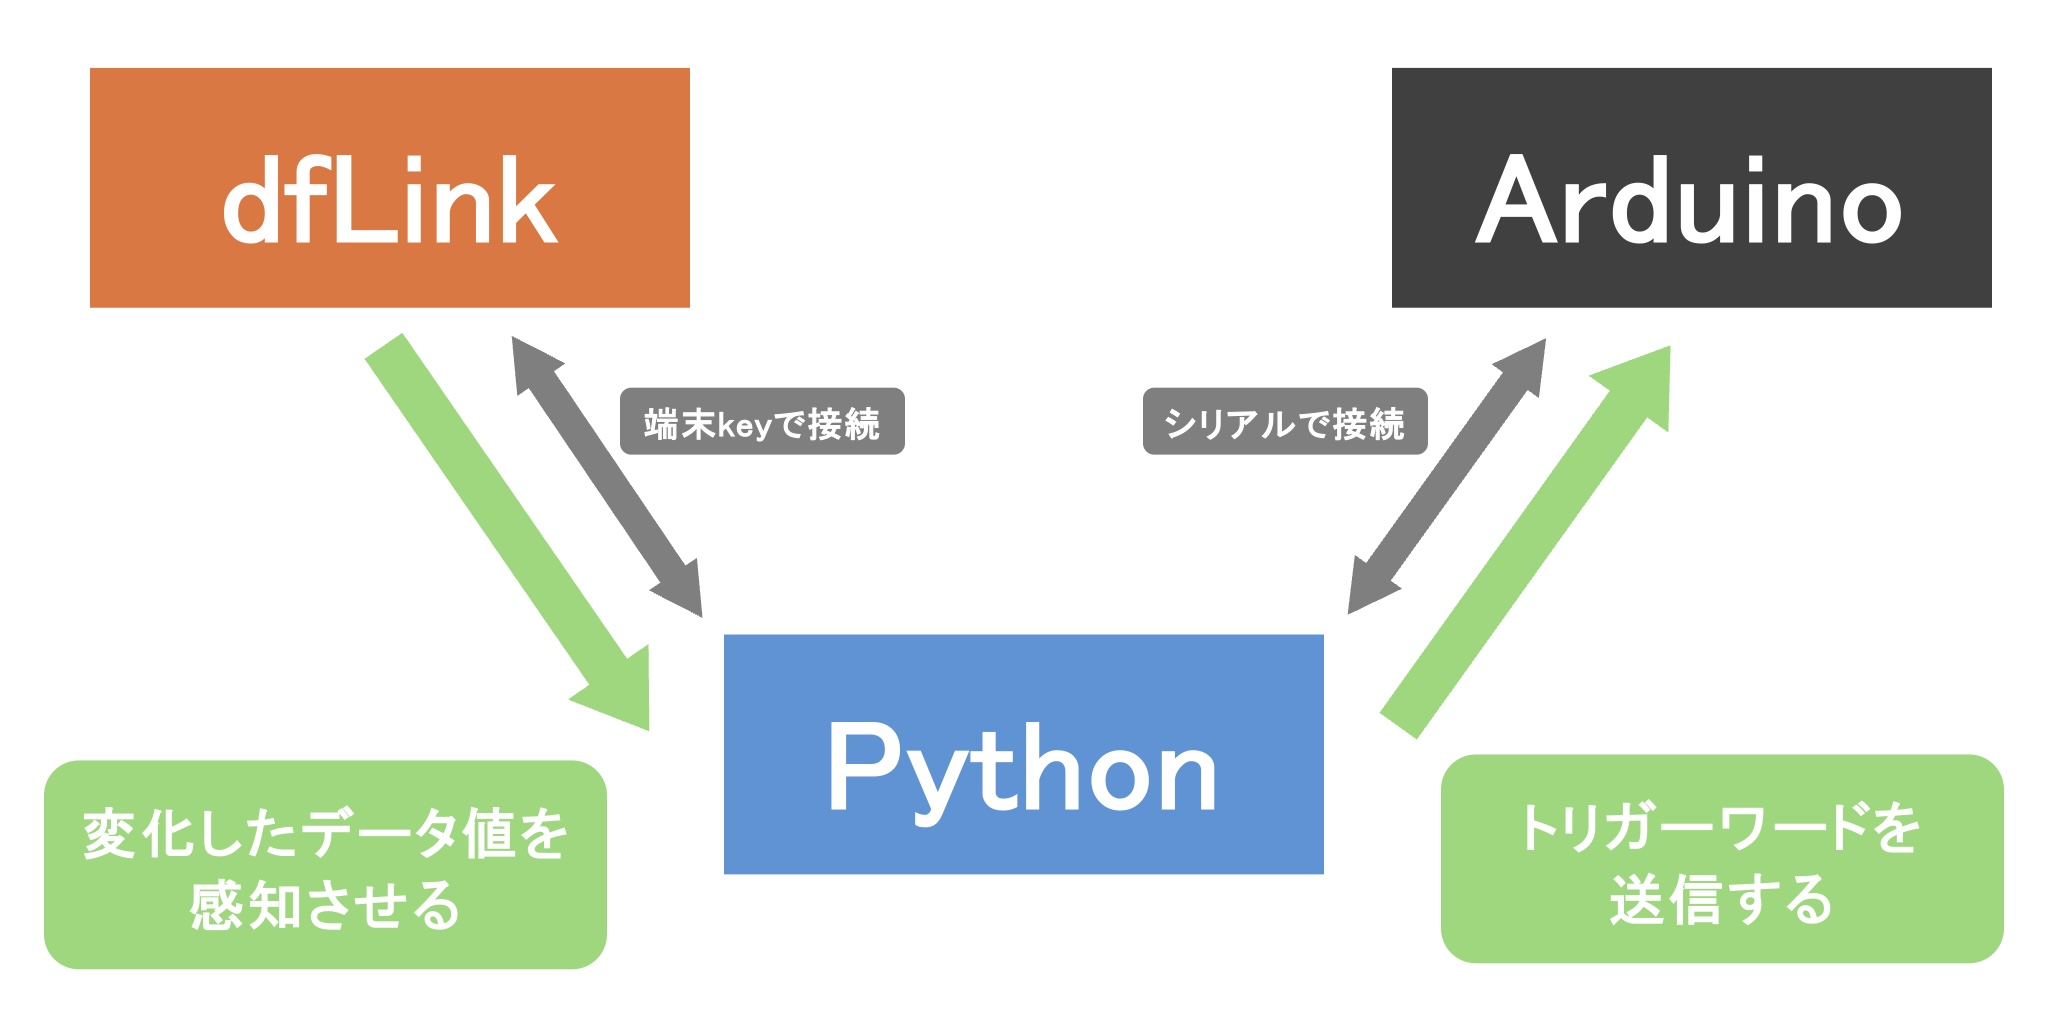 dfLink
Arduino
端末keyで接続
シリアルで接続
Python
変化したデータ値を
感知させる
トリガーワードを
送信する